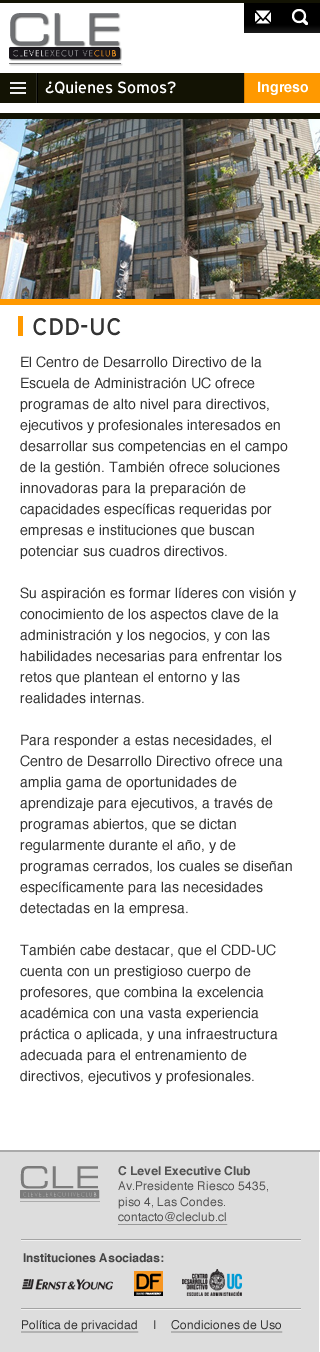 CLE
CLEVELEXECUTIVECLUB
¿Quienes Somos?
Ingreso
CDD-UC
El Centro de Desarrollo Directivo de la
Escuela de Administración UC ofrece
programas de alto nivel para directivos,
ejecutivos y profesionales interesados en
desarrollar sus competencias en el campo
de la gestión. También ofrece soluciones
innovadoras para la preparación de
capacidades específicas requeridas por
empresas e instituciones que buscan
potenciar sus cuadros directivos.
Su aspiración es formar líderes con visión y
conocimiento de los aspectos clave de la
administración y los negocios, y con las
habilidades necesarias para enfrentar los
retos que plantean el entorno y las
realidades internas.
Para responder a estas necesidades, el
Centro de Desarrollo Directivo ofrece una
amplia gama de oportunidades de
aprendizaje para ejecutivos, a través de
programas abiertos, que se dictan
regularmente durante el año, y de
programas cerrados, los cuales se diseñan
específicamente para las necesidades
detectadas en la empresa.
También cabe destacar, que el CDD-UC
cuenta con un prestigioso cuerpo de
profesores, que combina la excelencia
académica con una vasta experiencia
práctica o aplicada, y una infraestructura
adecuada para el entrenamiento de
directivos, ejecutivos y profesionales.
CLE
CLEVELEXECUTIVECLUB
C Level Executive Club
Av.Presidente Riesco 5435,
piso 4, Las Condes.
contacto@cleclub.cl
Instituciones Asociadas:
ERNST & YOUNG
DF
CENTRO DESARROLLO DIRECTIVO UC
ESCUELA DE ADMINISTRACIÓN
Política de privacidad | Condiciones de Uso